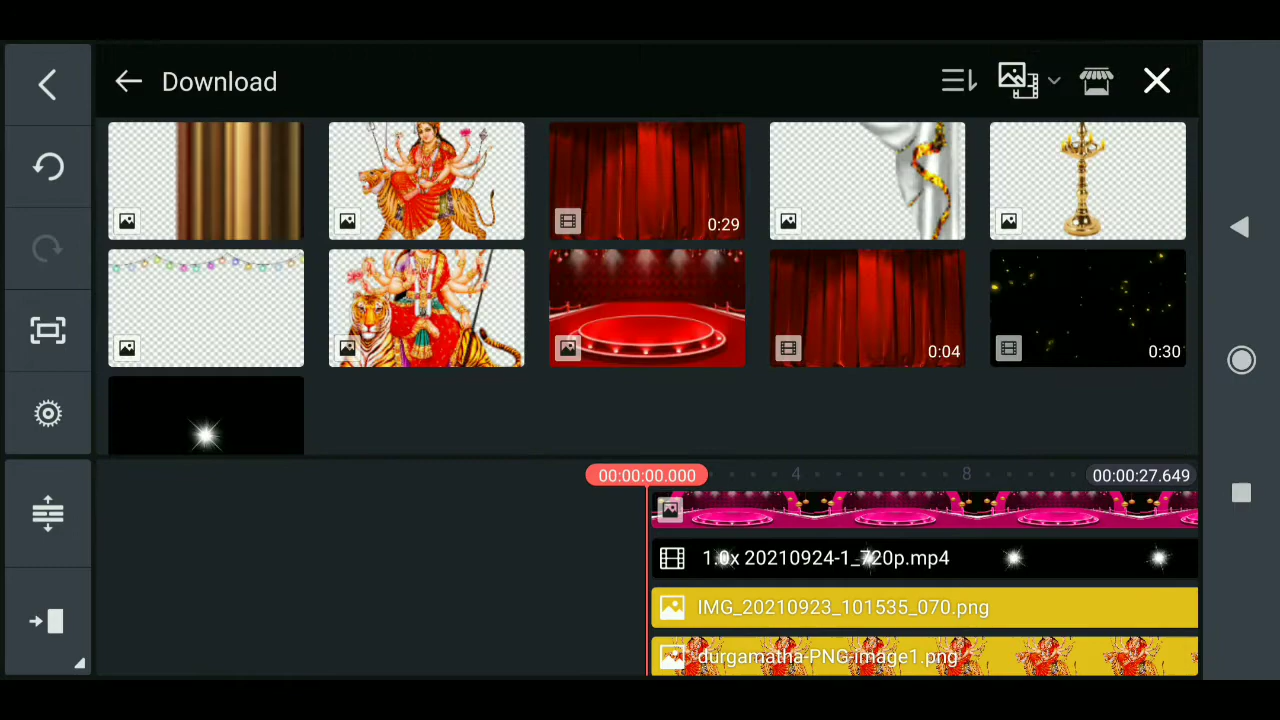 Download
0:29
0:04
0:30
00:00:00.000
4
8
00:00:27.649
1.0x 20210924-1_720p.mp4
IMG_20210923_101535_070.png
durgamatha-PNG-image1.png